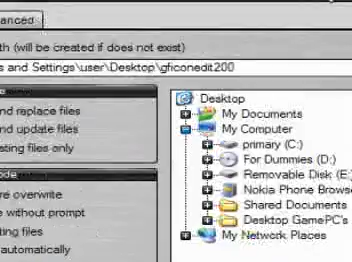 anced
th (will be created if does not exist)
s and Settings\user\Desktop\gficonedit200
nd replace files
nd update files
sting files only
ode
re overwrite
e without prompt
ting files
automatically
Desktop
My Documents
My Computer
primary (C:)
For Dummies (D:)
Removable Disk (E:
Nokia Phone Browse
Shared Documents
Desktop GamePC's
My Network Places